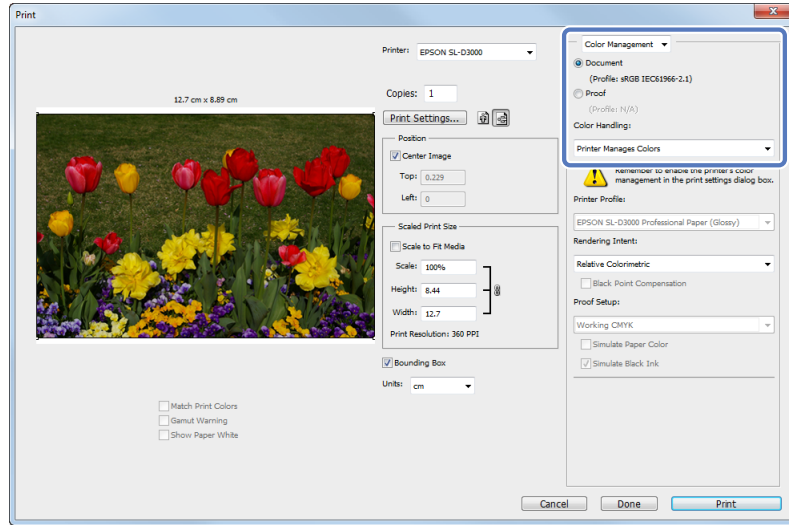 Print
12.7 cm x 8.89 cm
Match Print Colors
Gamut Warning
Show Paper White
Printer: EPSON SL-D3000
Copies: 1
Print Settings...
Position
Center Image
Top: 0.229
Left: 0
Scaled Print Size
Scale to Fit Media
Scale: 100%
Height: 8.44
Width: 12.7
Print Resolution: 360 PPI
Bounding Box
Units: cm
Color Management
Document
(Profile: sRGB IEC61966-2.1)
Proof
(Profile: N/A)
Color Handling:
Printer Manages Colors
Remember to enable the printer's color
management in the print settings dialog box.
Printer Profile:
EPSON SL-D3000 Professional Paper (Glossy)
Rendering Intent:
Relative Colorimetric
Black Point Compensation
Proof Setup:
Working CMYK
Simulate Paper Color
Simulate Black Ink
Cancel
Done
Print